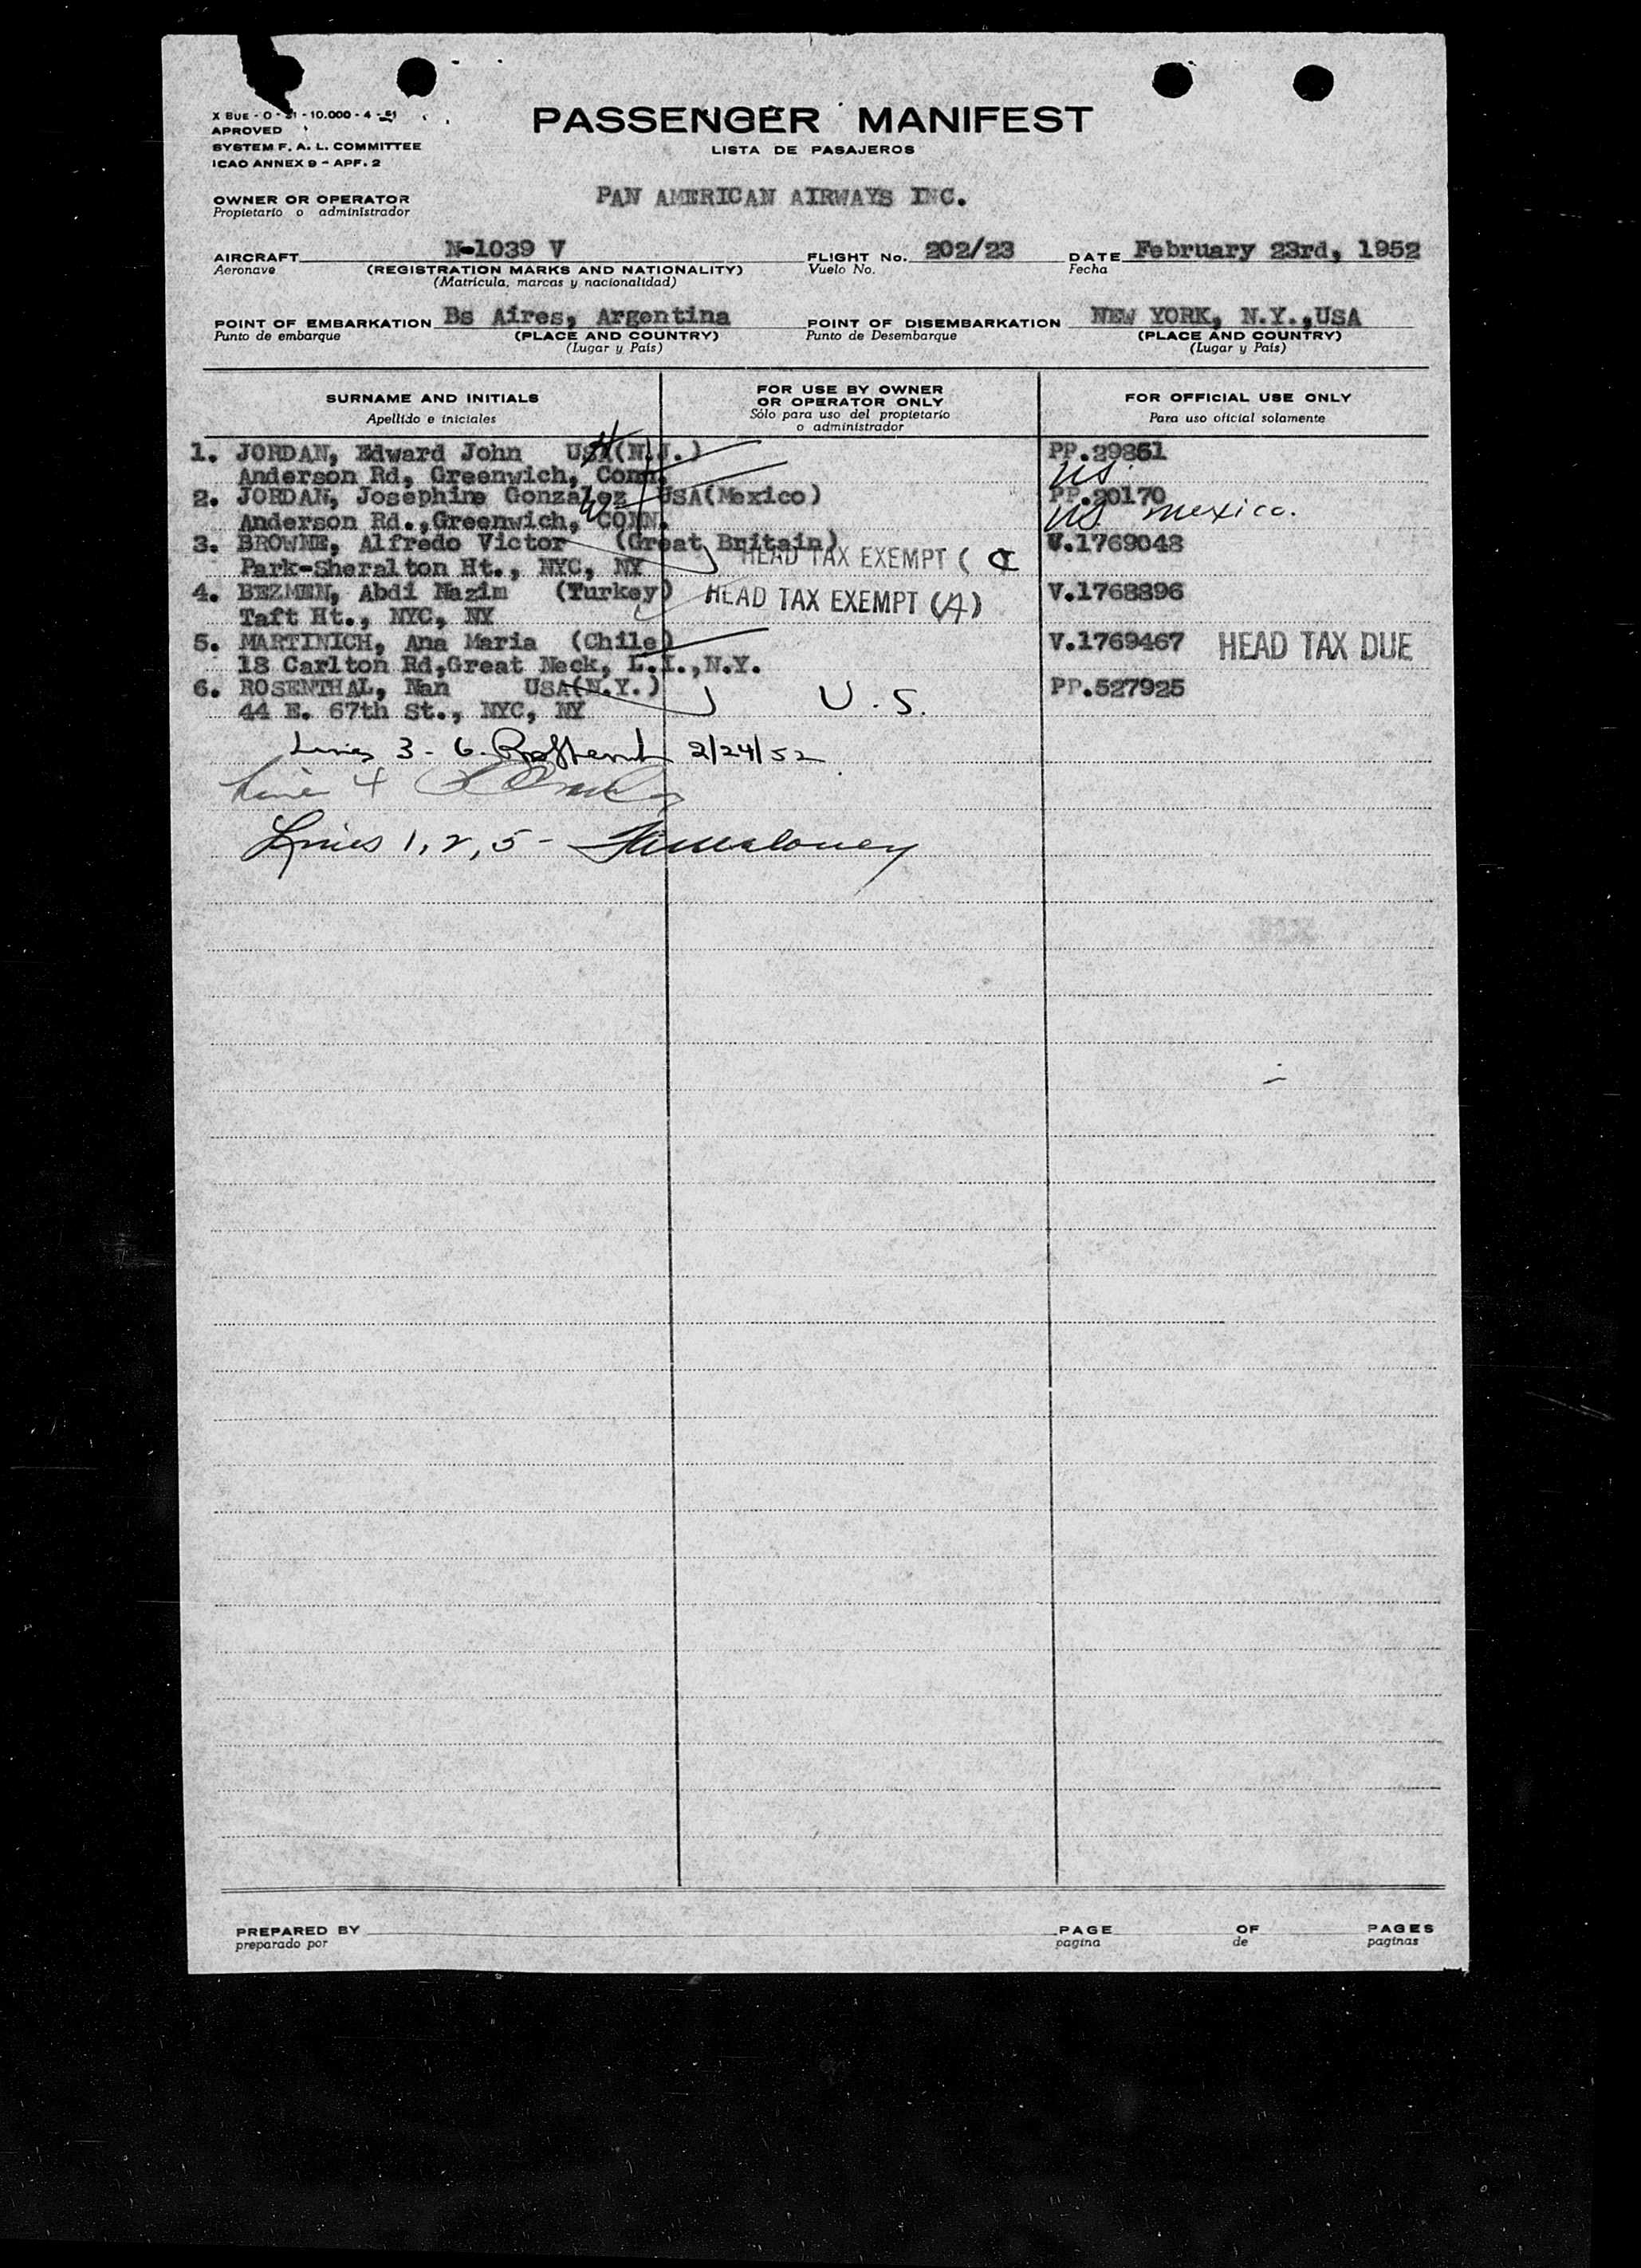 X BUE - O - 21 - 10.000 - 4 - 51
APROVED
SYSTEM F. A. L. COMMITTEE
ICAO ANNEX 9 - APF. 2
PASSENGER MANIFEST
LISTA DE PASAJEROS
OWNER OR OPERATOR PAN AMERICAN AIRWAYS INC.
Propietario o administrador
AIRCRAFT N-1039 V FLIGHT No. 202/23 DATE February 23rd, 1952
Aeronave (REGISTRATION MARKS AND NATIONALITY) Vuelo No. Fecha
(Matrícula, marcas y nacionalidad)
POINT OF EMBARKATION Bs Aires, Argentina POINT OF DISEMBARKATION NEW YORK, N.Y.,USA
Punto de embarque (PLACE AND COUNTRY) Punto de Desembarque (PLACE AND COUNTRY)
(Lugar y País) (Lugar y País)
SURNAME AND INITIALS
Apellido e iniciales
FOR USE BY OWNER
OR OPERATOR ONLY
Sólo para uso del propietario
o administrador
FOR OFFICIAL USE ONLY
Para uso oficial solamente
1. JORDAN, Edward John USA(N.J.) PP.29851
Anderson Rd, Greenwich, Conn. US.
2. JORDAN, Josephine Gonzalez USA(Mexico) PP.20170
Anderson Rd.,Greenwich, CONN. US Mexico.
3. BROWNE, Alfredo Victor (Great Britain) V.1769048
Park-Sheralton Ht., NYC, NY HEAD TAX EXEMPT (
4. BEZMEN, Abdi Nazim (Turkey) HEAD TAX EXEMPT (A) V.1768896
Taft Ht., NYC, NY
5. MARTINICH, Ana Maria (Chile) V.1769467 HEAD TAX DUE
18 Carlton Rd,Great Neck, L.I.,N.Y.
6. ROSENTHAL, Nan USA(N.Y.) U.S. PP.527925
44 E. 67th St., NYC, NY
Lines 3 - 6 2/24/52
Line 4
Lines 1, 2, 5 -
PREPARED BY PAGE OF PAGES
preparado por pagina de paginas